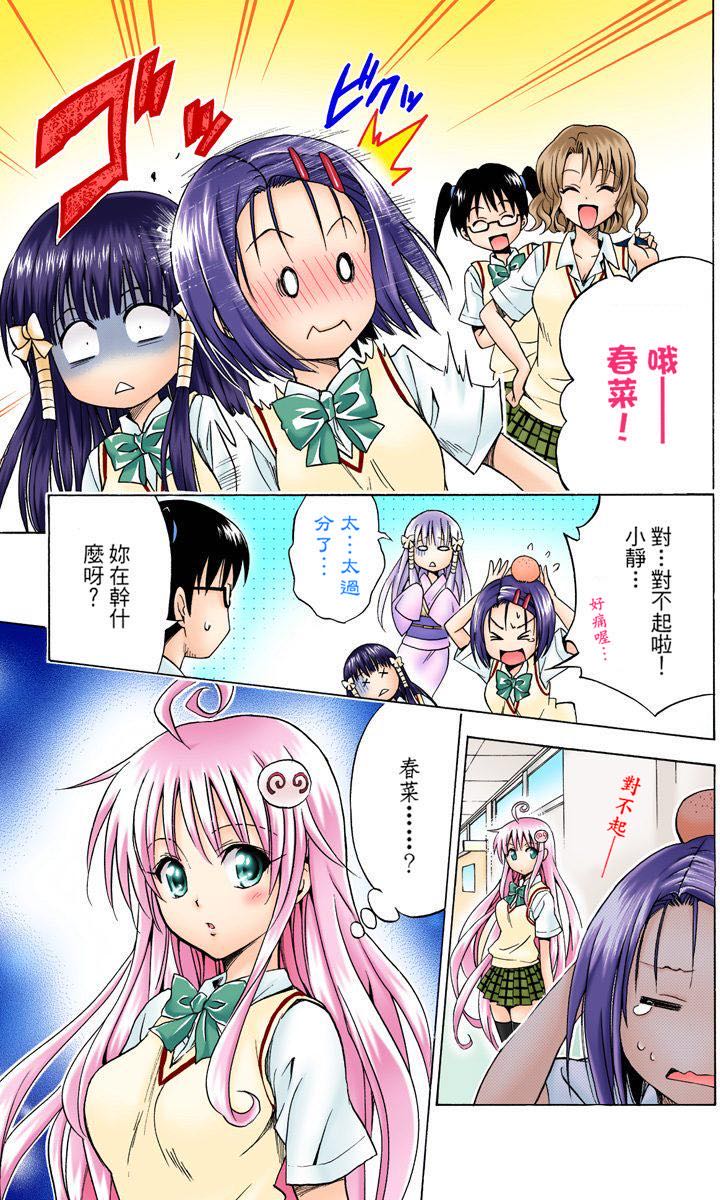 哦──
春菜！
ビクッ
ゴッ
對…對不起啦！
小靜…
好痛喔…
太…太過
分了…
妳在幹什
麼呀？
對不起──
春菜………？